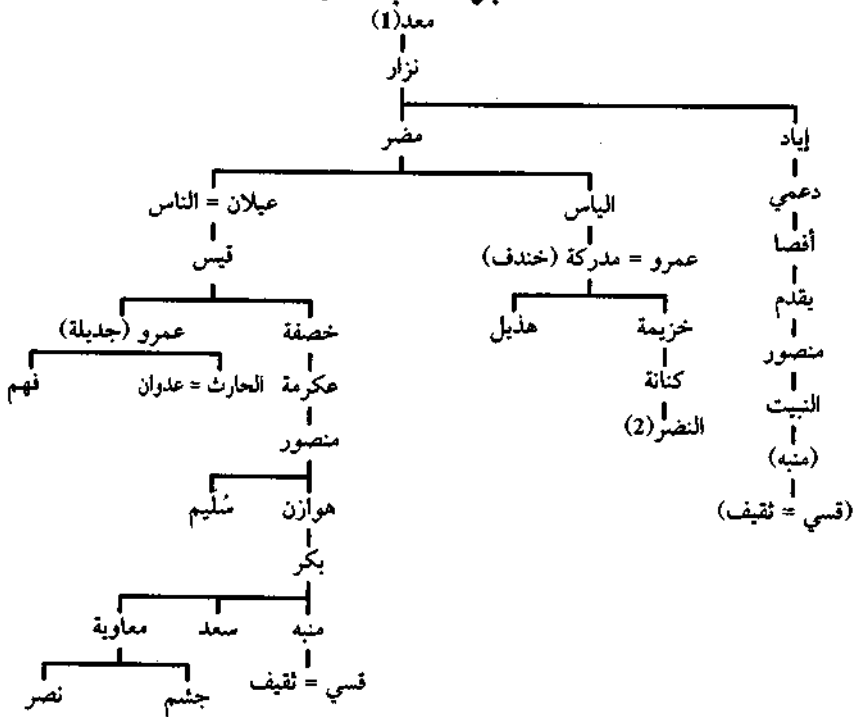 معد(1)
نزار
مضر
إياد
عيلان = الناس
الياس
دعمي
قيس
عمرو = مدركة (خندف)
أفصا
خصفة
عمرو (جديلة)
خزيمة
هذيل
يقدم
عكرمة
الحارث = عدوان
فهم
كنانة
منصور
منصور
النضر(2)
النبيت
هوازن
سُليم
(منبه)
بكر
(قسي = ثقيف)
منبه
سعد
معاوية
قسي = ثقيف
جشم
نصر